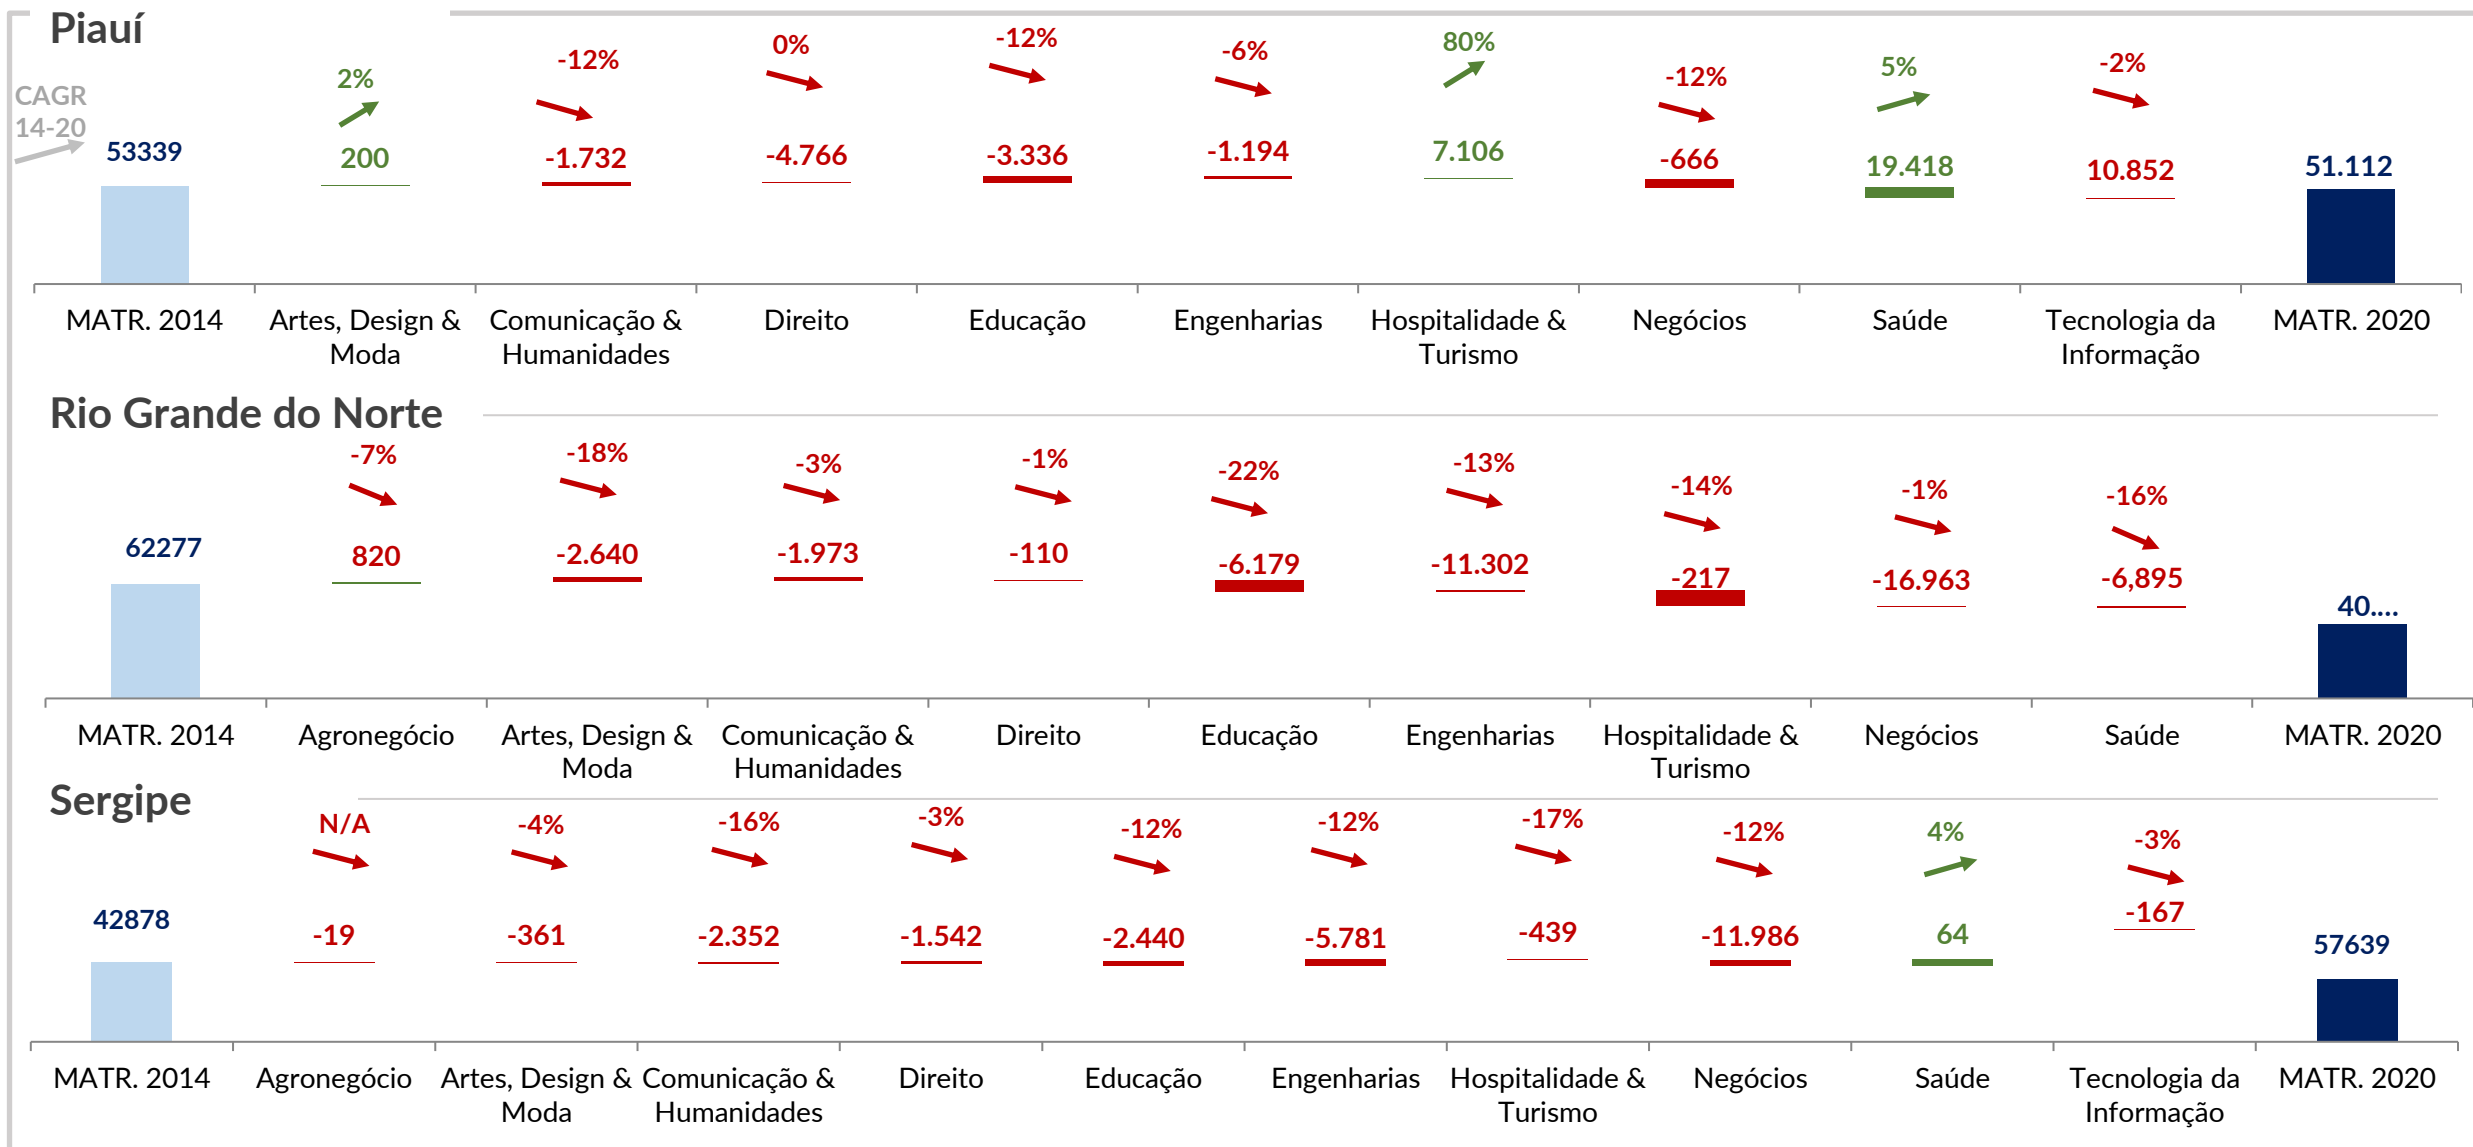 Piauí
CAGR
14-20
2%
-12%
0%
-12%
-6%
80%
-12%
5%
-2%
53339
200
-1.732
-4.766
-3.336
-1.194
7.106
-666
19.418
10.852
51.112
MATR. 2014
Artes, Design &
Moda
Comunicação &
Humanidades
Direito
Educação
Engenharias
Hospitalidade &
Turismo
Negócios
Saúde
Tecnologia da
Informação
MATR. 2020
Rio Grande do Norte
-7%
-18%
-3%
-1%
-22%
-13%
-14%
-1%
-16%
62277
820
-2.640
-1.973
-110
-6.179
-11.302
-217
-16.963
-6,895
40....
MATR. 2014
Agronegócio
Artes, Design &
Moda
Comunicação &
Humanidades
Direito
Educação
Engenharias
Hospitalidade &
Turismo
Negócios
Saúde
MATR. 2020
Sergipe
N/A
-4%
-16%
-3%
-12%
-12%
-17%
-12%
4%
-3%
42878
-19
-361
-2.352
-1.542
-2.440
-5.781
-439
-11.986
64
-167
57639
MATR. 2014
Agronegócio
Artes, Design &
Moda
Comunicação &
Humanidades
Direito
Educação
Engenharias
Hospitalidade &
Turismo
Negócios
Saúde
Tecnologia da
Informação
MATR. 2020